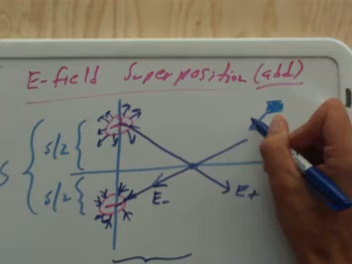 E-field Superposition (add)
S
s/2
s/2
E-
E+